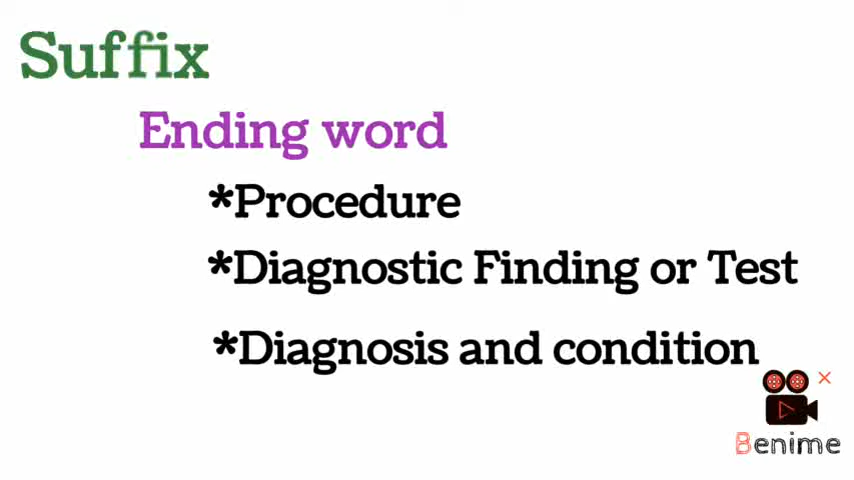 Suffix
Ending word
*Procedure
*Diagnostic Finding or Test
*Diagnosis and condition
Benime